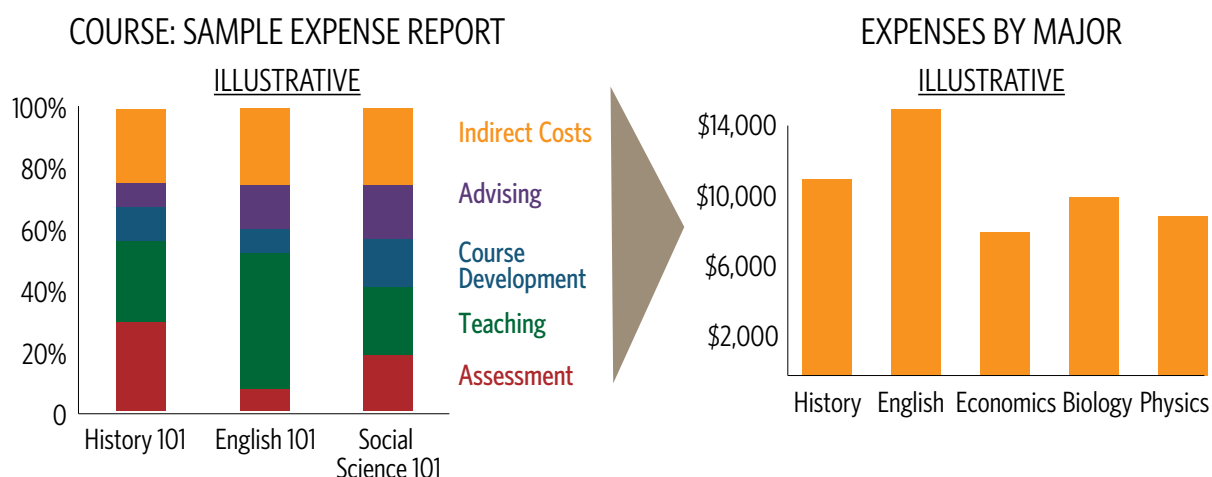 COURSE: SAMPLE EXPENSE REPORT
ILLUSTRATIVE
100%
80%
60%
40%
20%
0
History 101
English 101
Social
Science 101
Indirect Costs
Advising
Course
Development
Teaching
Assessment
EXPENSES BY MAJOR
ILLUSTRATIVE
$14,000
$10,000
$6,000
$2,000
History
English
Economics
Biology
Physics